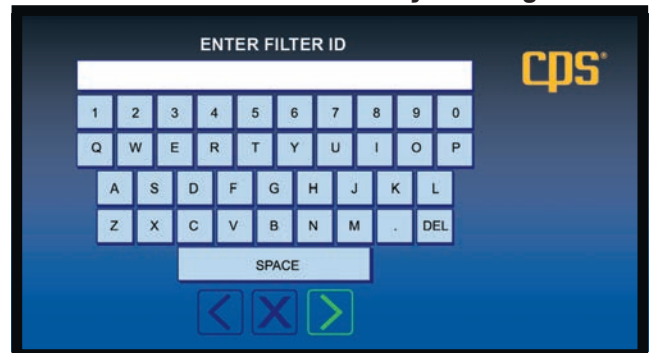 ENTER FILTER ID
cps®
1 2 3 4 5 6 7 8 9 0
Q W E R T Y U I O P
A S D F G H J K L
Z X C V B N M . DEL
SPACE
< X >